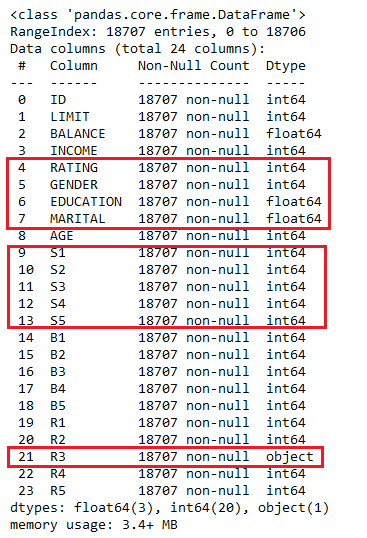 <class 'pandas.core.frame.DataFrame'>
RangeIndex: 18707 entries, 0 to 18706
Data columns (total 24 columns):
 #   Column     Non-Null Count  Dtype
---  ------     --------------  -----
 0   ID         18707 non-null  int64
 1   LIMIT      18707 non-null  int64
 2   BALANCE    18707 non-null  float64
 3   INCOME     18707 non-null  int64
 4   RATING     18707 non-null  int64
 5   GENDER     18707 non-null  int64
 6   EDUCATION  18707 non-null  float64
 7   MARITAL    18707 non-null  float64
 8   AGE        18707 non-null  int64
 9   S1         18707 non-null  int64
 10  S2         18707 non-null  int64
 11  S3         18707 non-null  int64
 12  S4         18707 non-null  int64
 13  S5         18707 non-null  int64
 14  B1         18707 non-null  int64
 15  B2         18707 non-null  int64
 16  B3         18707 non-null  int64
 17  B4         18707 non-null  int64
 18  B5         18707 non-null  int64
 19  R1         18707 non-null  int64
 20  R2         18707 non-null  int64
 21  R3         18707 non-null  object
 22  R4         18707 non-null  int64
 23  R5         18707 non-null  int64
dtypes: float64(3), int64(20), object(1)
memory usage: 3.4+ MB